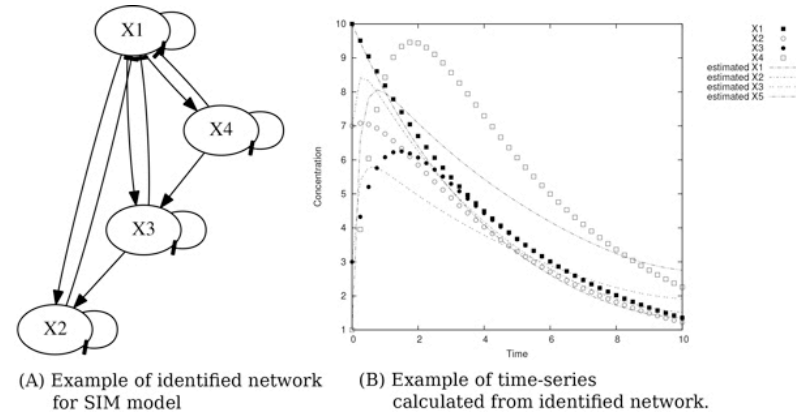 X1
X4
X3
X2
(A) Example of identified network
for SIM model
10
9
8
7
6
5
4
3
2
1
Concentration
0
2
4
6
8
10
Time
X1
X2
X3
X4
estimated X1
estimated X2
estimated X3
estimated X5
(B) Example of time-series
calculated from identified network.